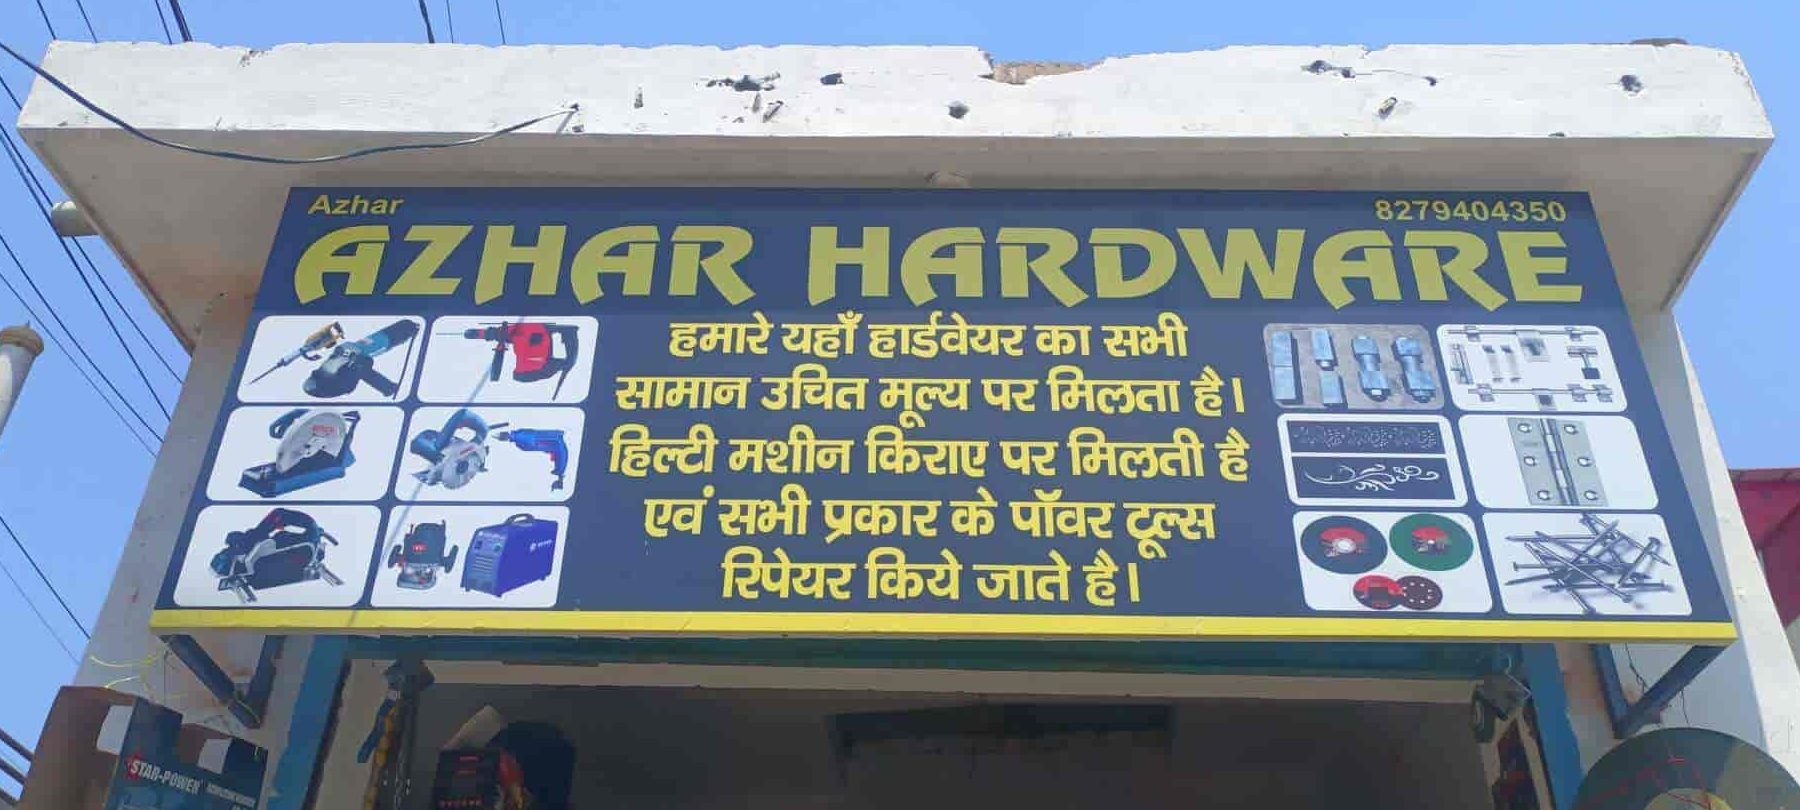 Azhar
8279404350
AZHAR HARDWARE
हमारे यहाँ हार्डवेयर का सभी
सामान उचित मूल्य पर मिलता है।
हिल्टी मशीन किराए पर मिलती है
एवं सभी प्रकार के पॉवर टूल्स
रिपेयर किये जाते है।
STAR-POWER